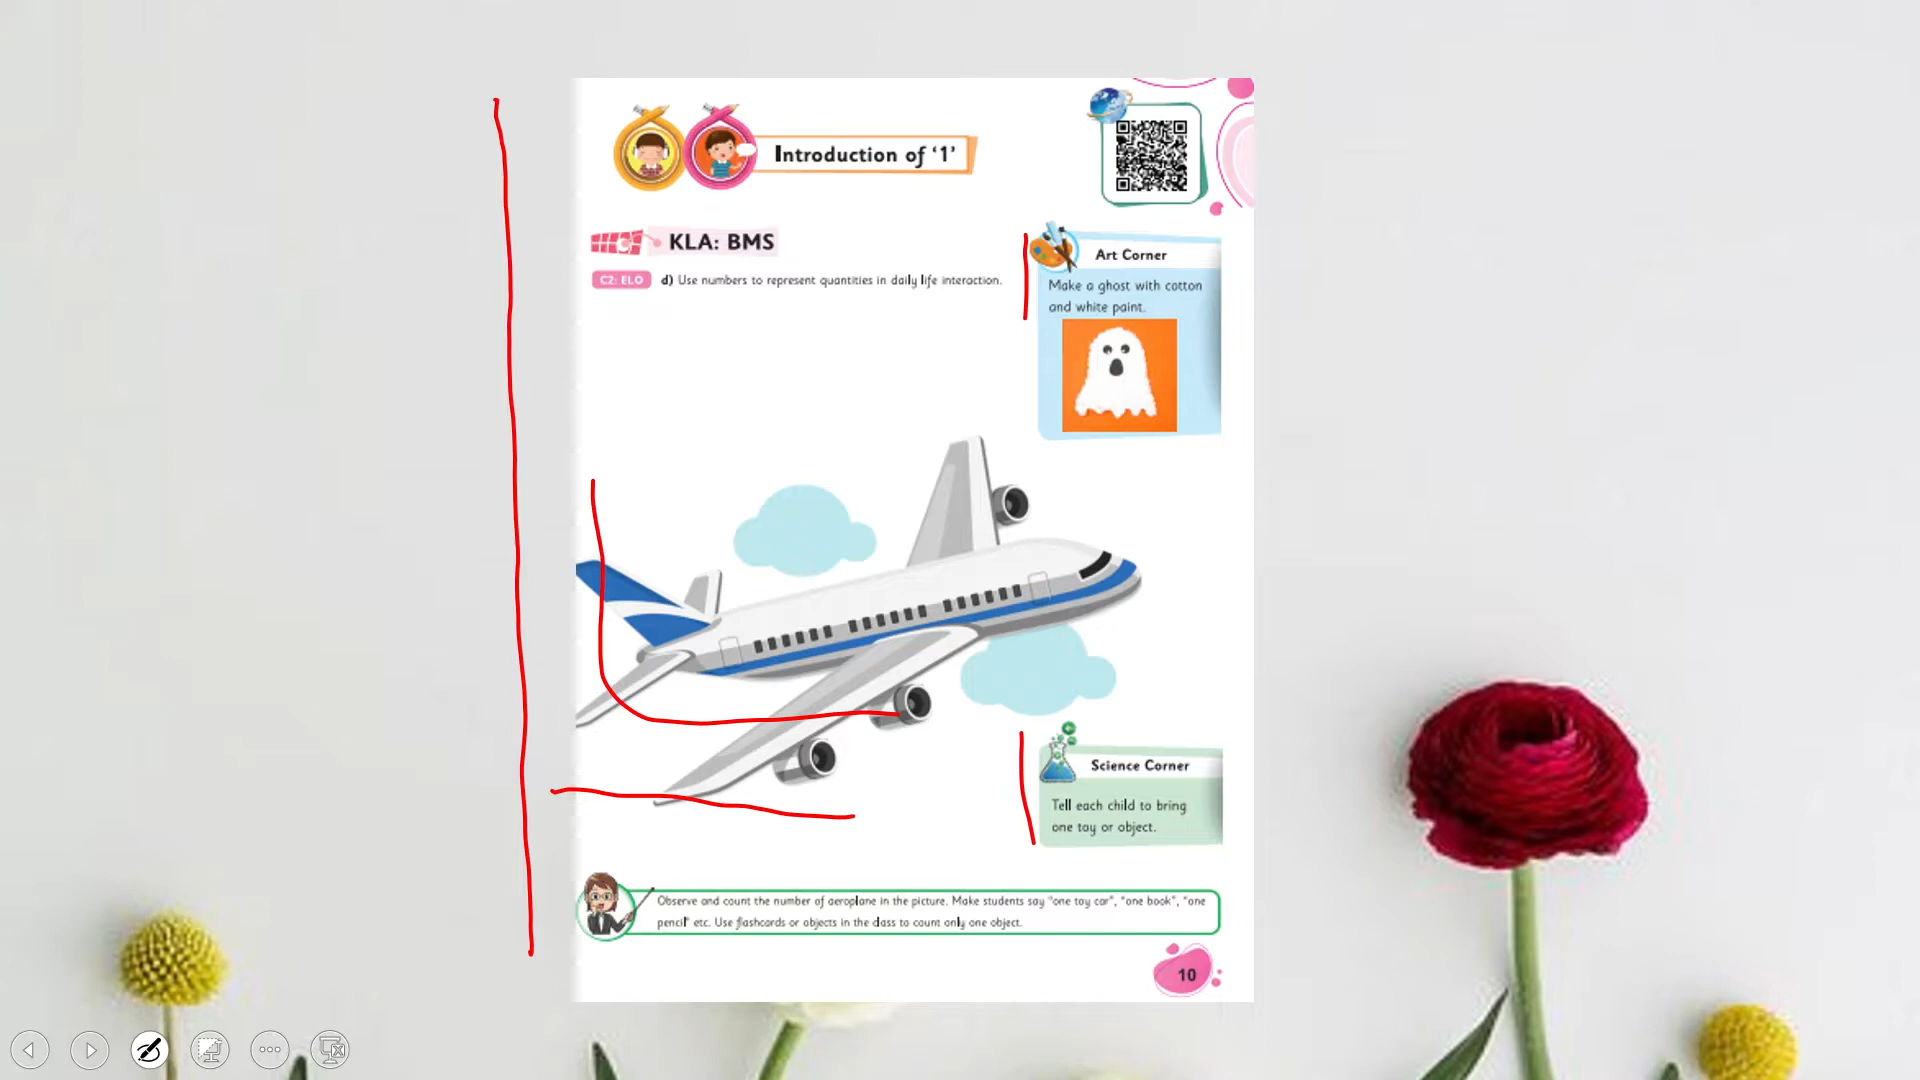 Introduction of ‘1’
KLA: BMS
C2: ELO d) Use numbers to represent quantities in daily life interaction.
Art Corner
Make a ghost with cotton
and white paint.
Science Corner
Tell each child to bring
one toy or object.
Observe and count the number of aeroplane in the picture. Make students say “one toy car”, “one book”, “one
pencil” etc. Use flashcards or objects in the class to count only one object.
10